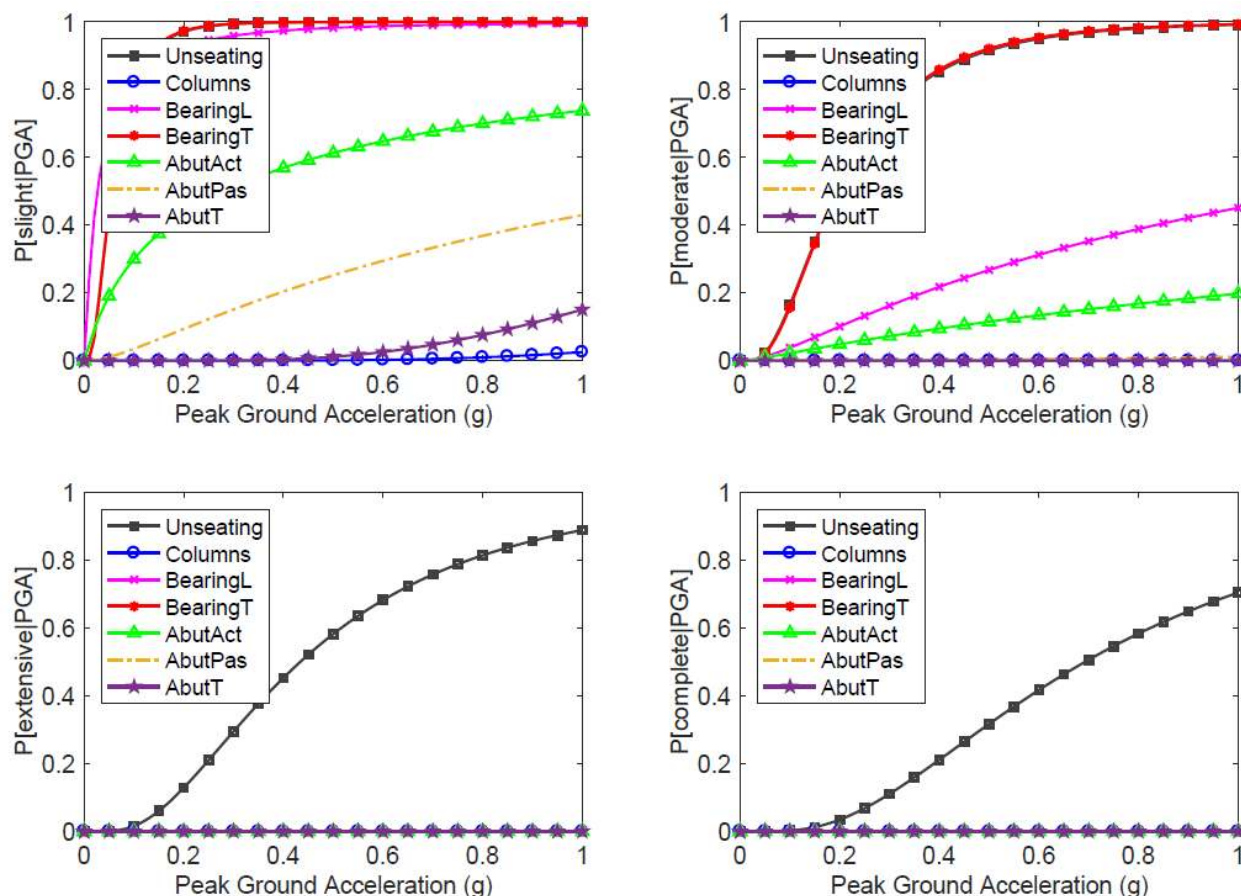 1
0.8
0.6
0.4
0.2
0
P[slight|PGA]
Unseating
Columns
BearingL
BearingT
AbutAct
AbutPas
AbutT
0 0.2 0.4 0.6 0.8 1
Peak Ground Acceleration (g)
1
0.8
0.6
0.4
0.2
0
P[moderate|PGA]
Unseating
Columns
BearingL
BearingT
AbutAct
AbutPas
AbutT
0 0.2 0.4 0.6 0.8 1
Peak Ground Acceleration (g)
1
0.8
0.6
0.4
0.2
0
P[extensive|PGA]
Unseating
Columns
BearingL
BearingT
AbutAct
AbutPas
AbutT
0 0.2 0.4 0.6 0.8 1
Peak Ground Acceleration (g)
1
0.8
0.6
0.4
0.2
0
P[complete|PGA]
Unseating
Columns
BearingL
BearingT
AbutAct
AbutPas
AbutT
0 0.2 0.4 0.6 0.8 1
Peak Ground Acceleration (g)